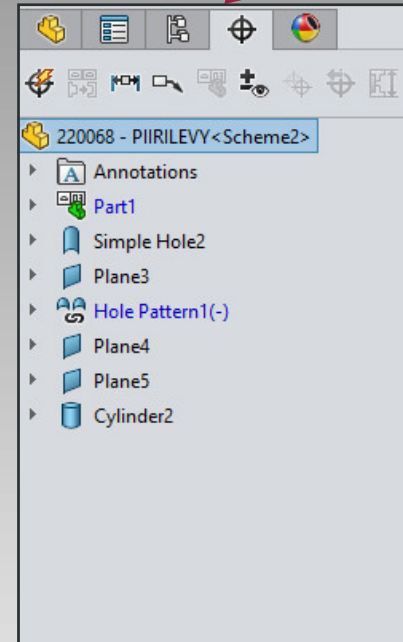 220068 - PIIRILEVY<Scheme2>
Annotations
Part1
Simple Hole2
Plane3
Hole Pattern1(-)
Plane4
Plane5
Cylinder2